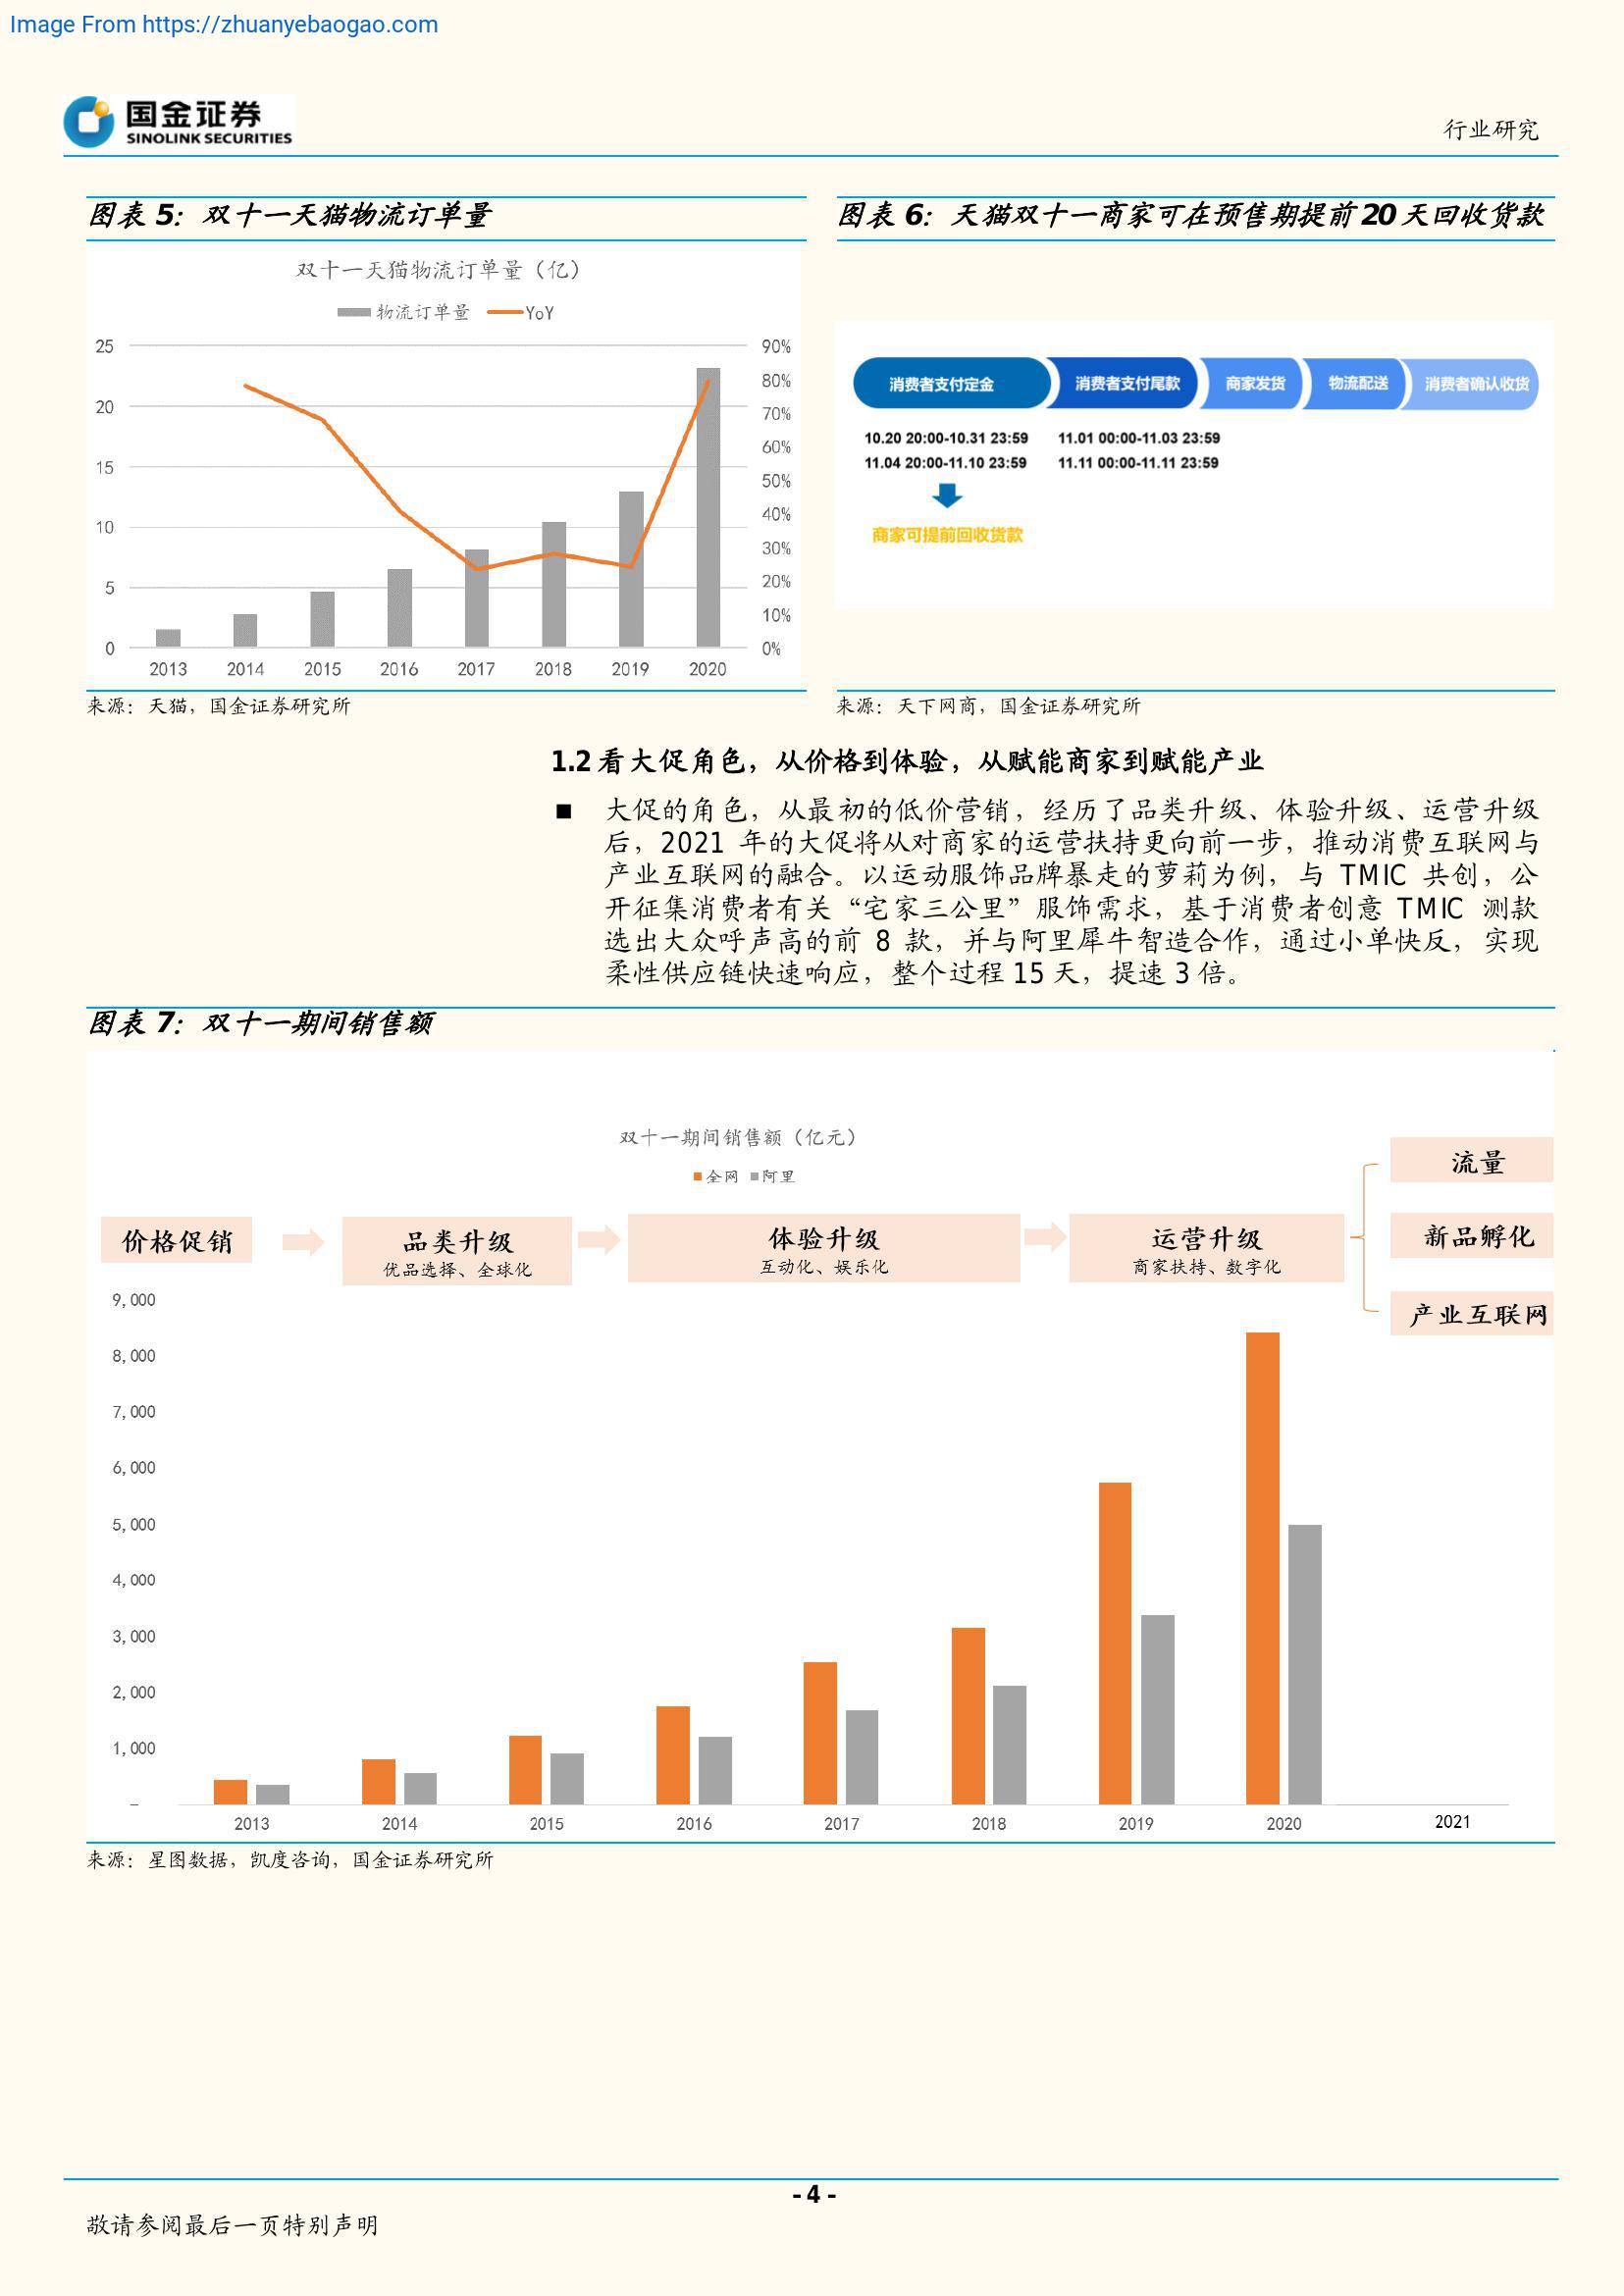 Image From https://zhuanyebaogao.com
国金证券
SINOLINK SECURITIES
行业研究
图表 5：双十一天猫物流订单量
双十一天猫物流订单量（亿）
物流订单量 YoY
25 90%
80%
20
70%
60%
15
50%
10 40%
30%
5
20%
10%
0 0%
2013 2014 2015 2016 2017 2018 2019 2020
来源：天猫，国金证券研究所
图表 6：天猫双十一商家可在预售期提前 20 天回收货款
消费者支付定金 消费者支付尾款 商家发货 物流配送 消费者确认收货
10.20 20:00-10.31 23:59 11.01 00:00-11.03 23:59
11.04 20:00-11.10 23:59 11.11 00:00-11.11 23:59
商家可提前回收货款
来源：天下网商，国金证券研究所
1.2 看大促角色，从价格到体验，从赋能商家到赋能产业
■ 大促的角色，从最初的低价营销，经历了品类升级、体验升级、运营升级
后，2021 年的大促将从对商家的运营扶持更向前一步，推动消费互联网与
产业互联网的融合。以运动服饰品牌暴走的萝莉为例，与 TMIC 共创，公
开征集消费者有关“宅家三公里”服饰需求，基于消费者创意 TMIC 测款
选出大众呼声高的前 8 款，并与阿里犀牛智造合作，通过小单快反，实现
柔性供应链快速响应，整个过程 15 天，提速 3 倍。
图表 7：双十一期间销售额
双十一期间销售额（亿元）
全网 阿里
流量
价格促销 品类升级 体验升级 运营升级 新品孵化
优品选择、全球化 互动化、娱乐化 商家扶持、数字化
产业互联网
9,000
8,000
7,000
6,000
5,000
4,000
3,000
2,000
1,000
–
2013 2014 2015 2016 2017 2018 2019 2020 2021
来源：星图数据，凯度咨询，国金证券研究所
- 4 -
敬请参阅最后一页特别声明